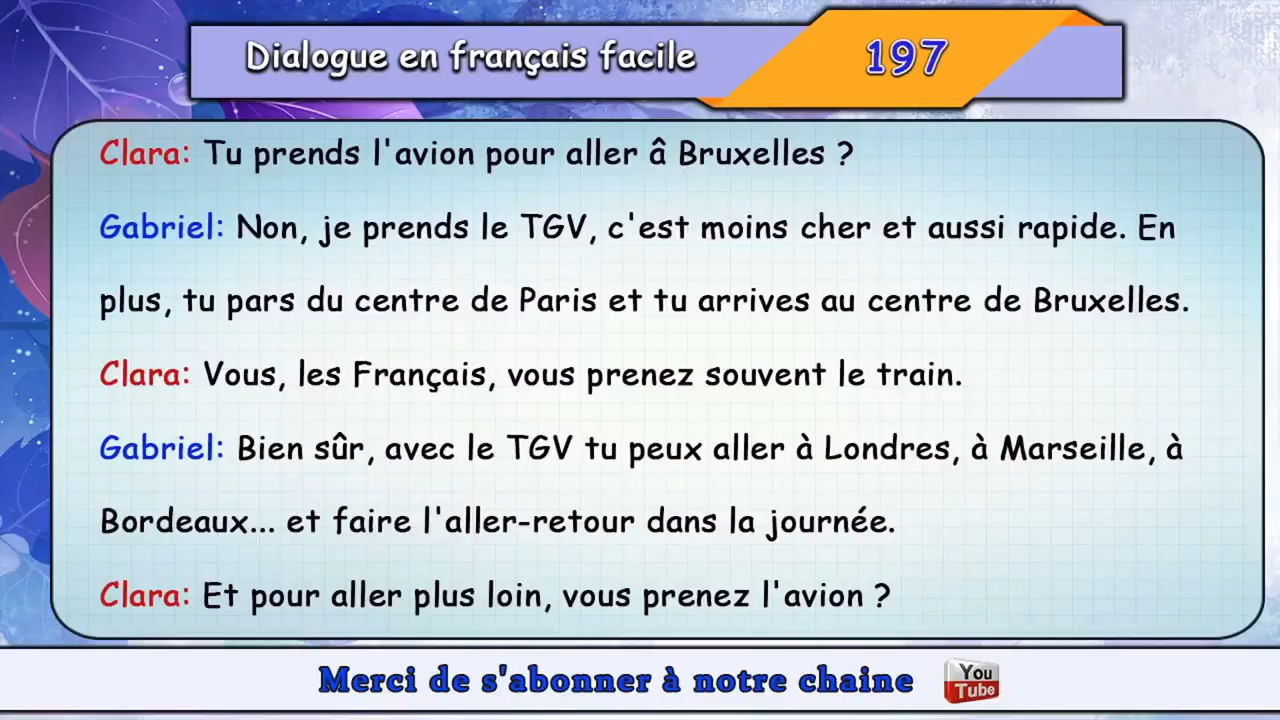 Dialogue en français facile
197
Clara: Tu prends l'avion pour aller â Bruxelles ?
Gabriel: Non, je prends le TGV, c'est moins cher et aussi rapide. En
plus, tu pars du centre de Paris et tu arrives au centre de Bruxelles.
Clara: Vous, les Français, vous prenez souvent le train.
Gabriel: Bien sûr, avec le TGV tu peux aller à Londres, à Marseille, à
Bordeaux... et faire l'aller-retour dans la journée.
Clara: Et pour aller plus loin, vous prenez l'avion ?
Merci de s'abonner à notre chaine
You
Tube